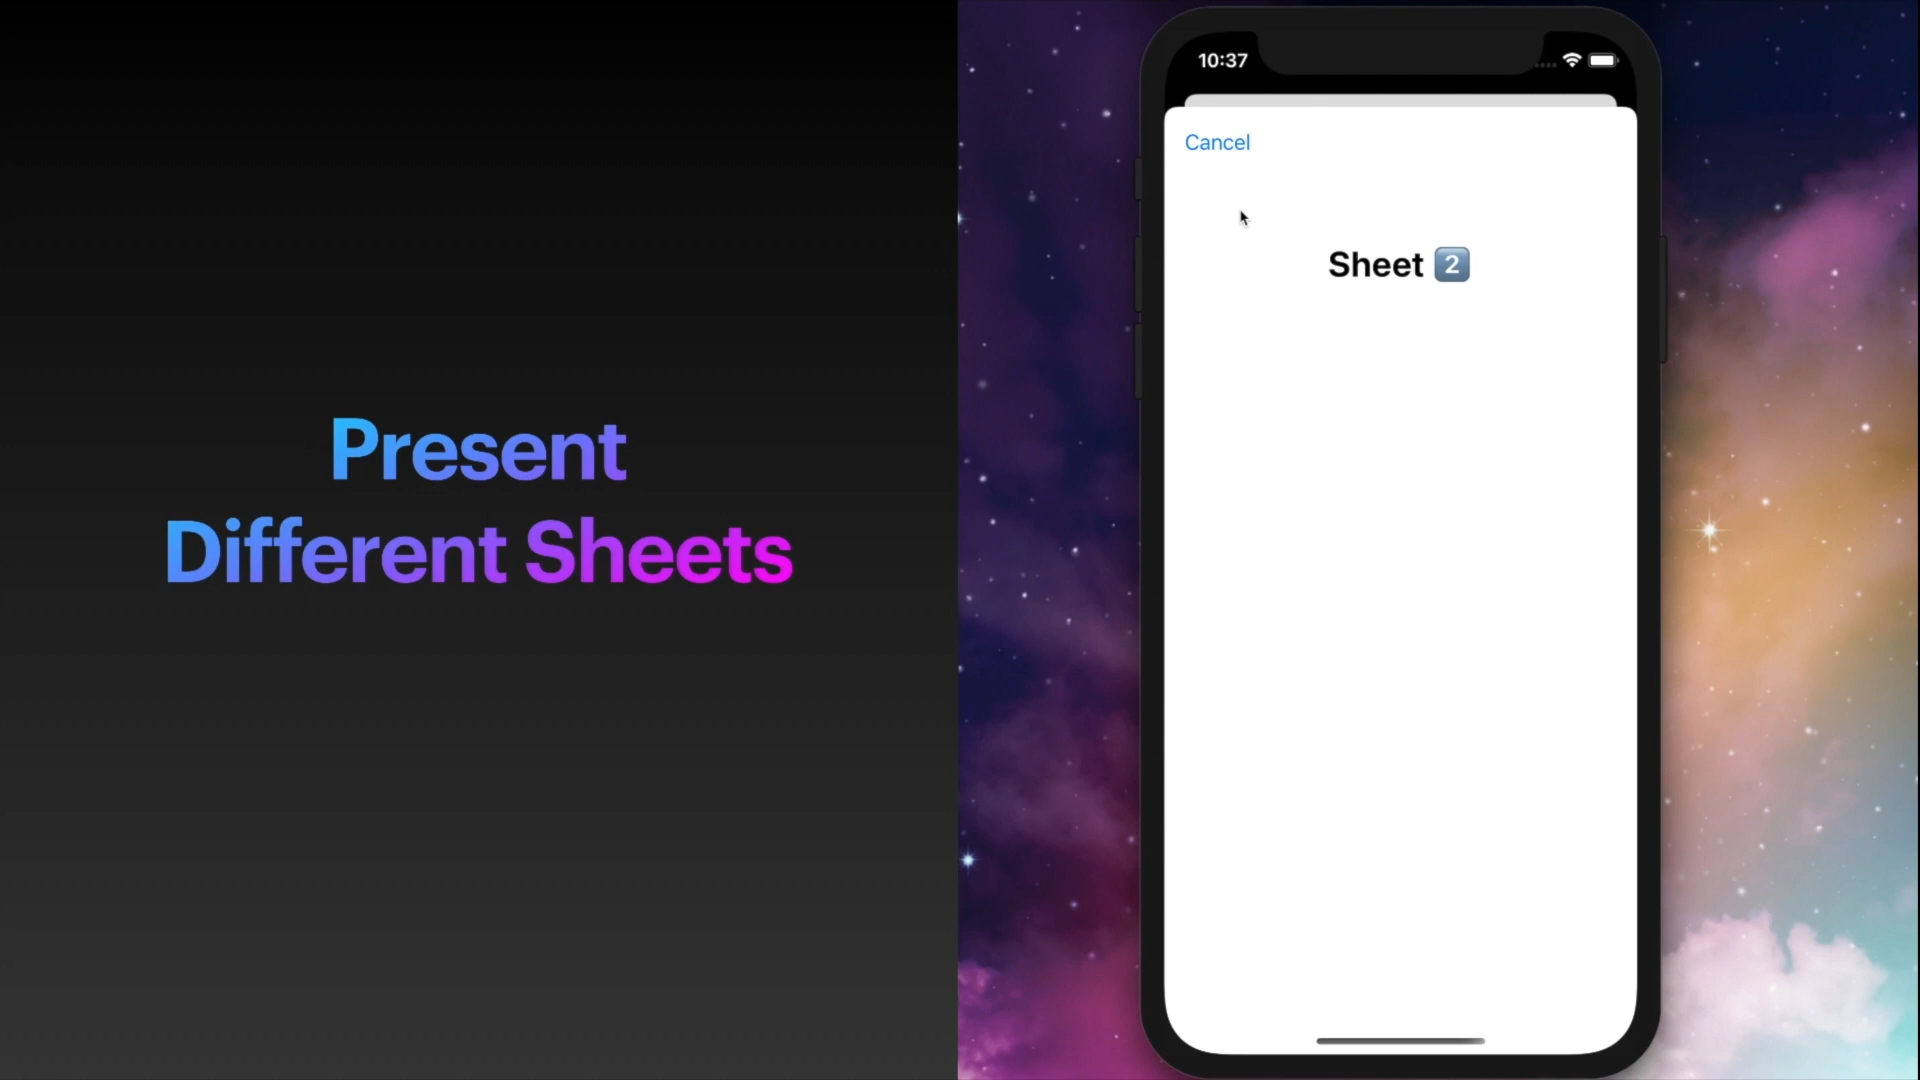 Present
Different Sheets
10:37
Cancel
Sheet 2️⃣